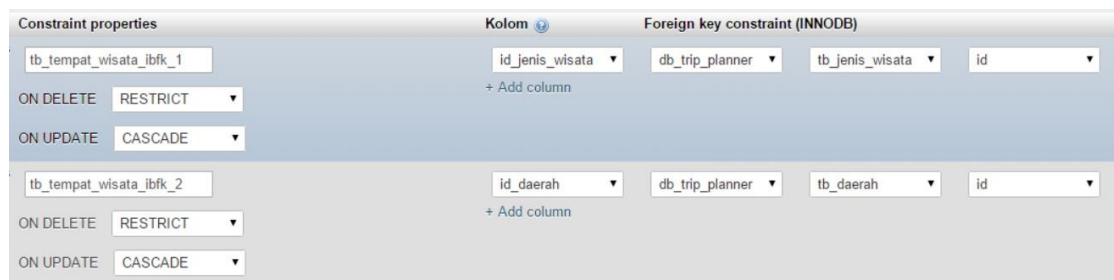 Constraint properties Kolom Foreign key constraint (INNODB)
tb_tempat_wisata_ibfk_1 id_jenis_wisata db_trip_planner tb_jenis_wisata id
+ Add column
ON DELETE RESTRICT
ON UPDATE CASCADE
tb_tempat_wisata_ibfk_2 id_daerah db_trip_planner tb_daerah id
+ Add column
ON DELETE RESTRICT
ON UPDATE CASCADE